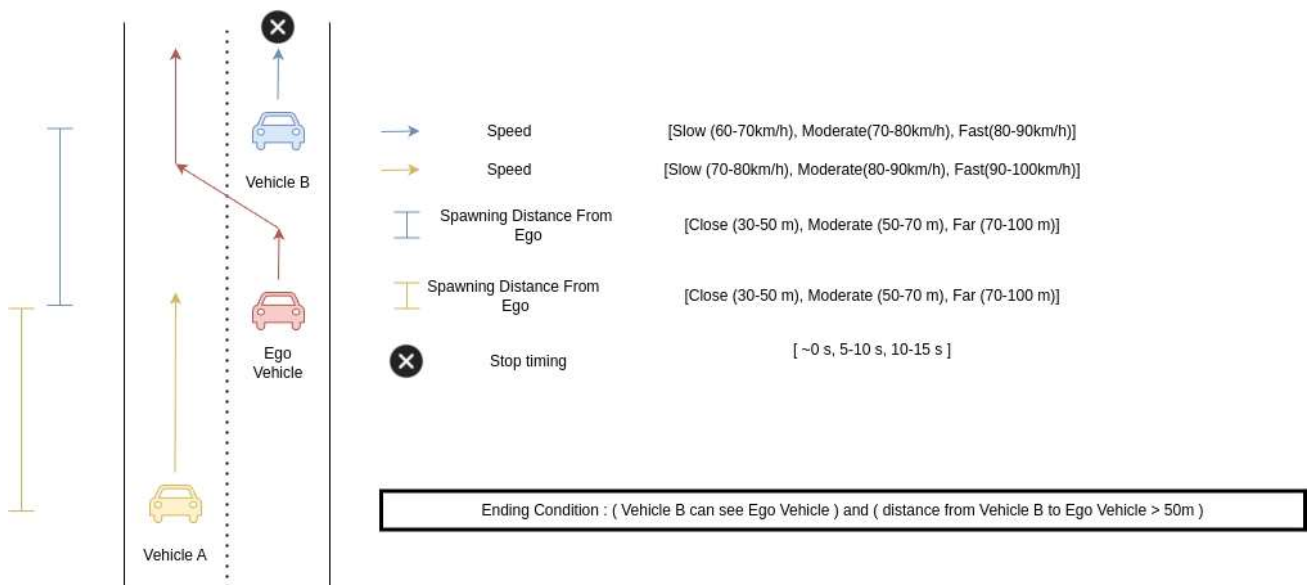 Vehicle B
Ego
Vehicle
Vehicle A
Speed [Slow (60-70km/h), Moderate(70-80km/h), Fast(80-90km/h)]
Speed [Slow (70-80km/h), Moderate(80-90km/h), Fast(90-100km/h)]
Spawning Distance From
Ego
[Close (30-50 m), Moderate (50-70 m), Far (70-100 m)]
Spawning Distance From
Ego
[Close (30-50 m), Moderate (50-70 m), Far (70-100 m)]
Stop timing [ ~0 s, 5-10 s, 10-15 s ]
Ending Condition : ( Vehicle B can see Ego Vehicle ) and ( distance from Vehicle B to Ego Vehicle > 50m )